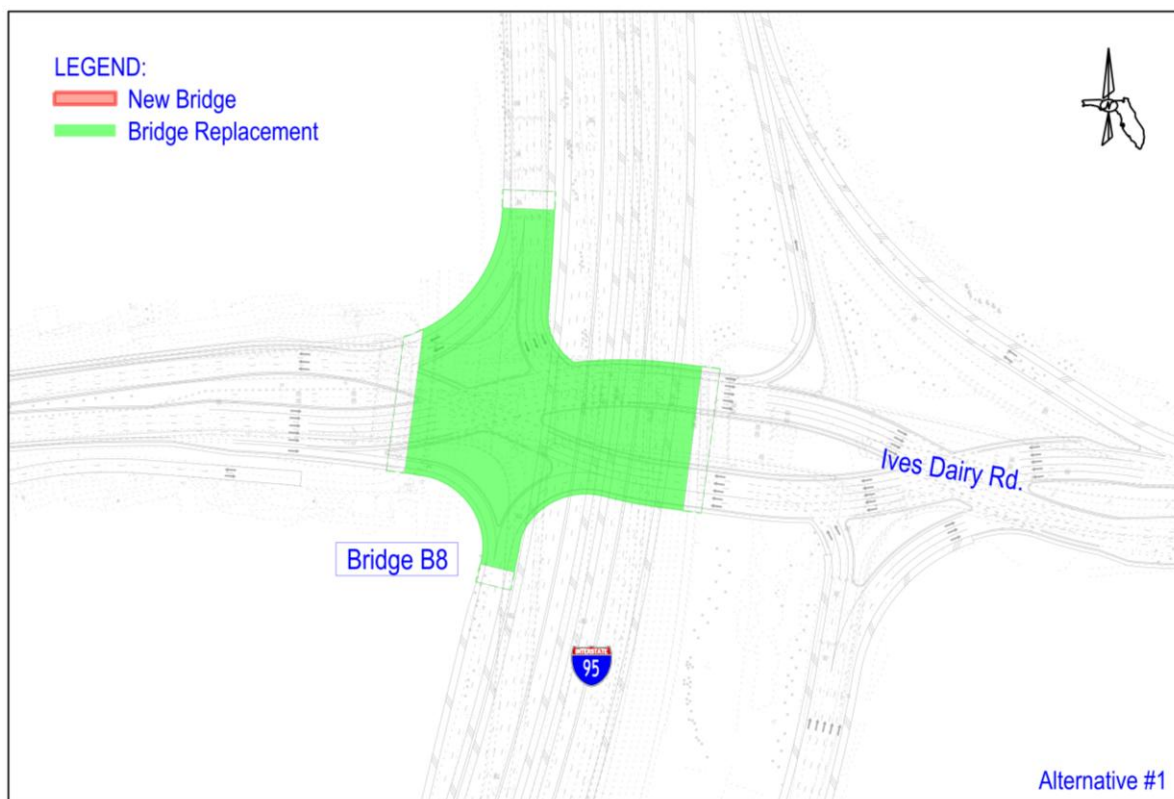 LEGEND:
New Bridge
Bridge Replacement
N
Ives Dairy Rd.
Bridge B8
INTERSTATE
95
Alternative #1